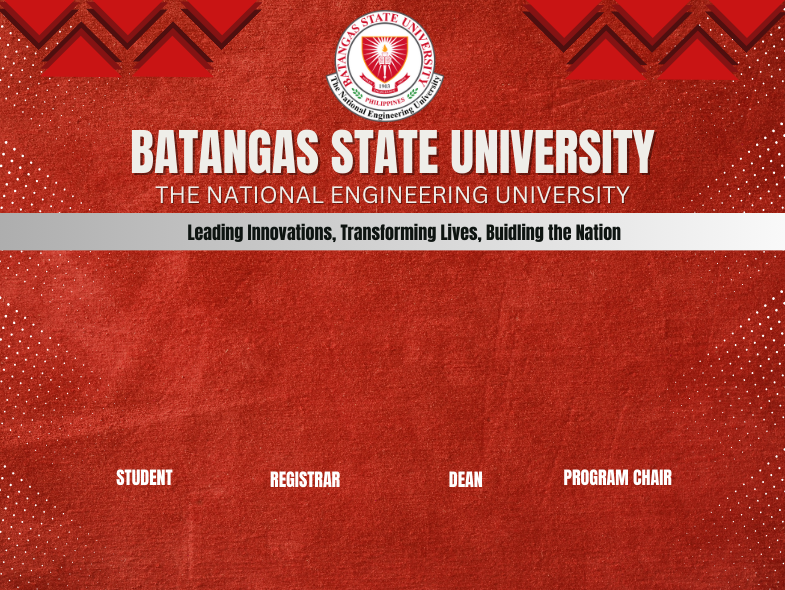 BATANGAS STATE UNIVERSITY
The National Engineering University
1903
PHILIPPINES
BATANGAS STATE UNIVERSITY
THE NATIONAL ENGINEERING UNIVERSITY
Leading Innovations, Transforming Lives, Buidling the Nation
STUDENT REGISTRAR DEAN PROGRAM CHAIR